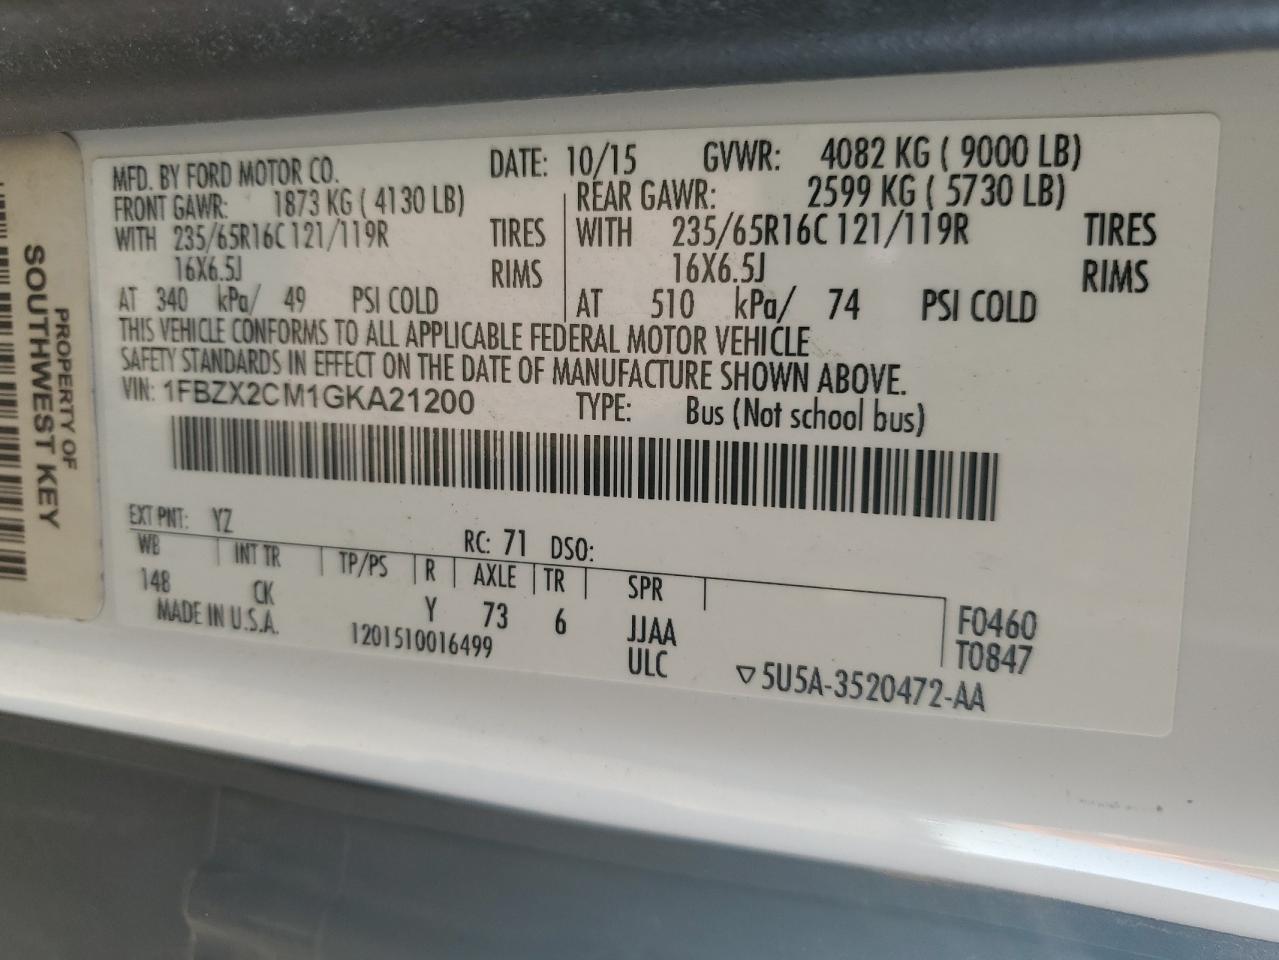 PROPERTY OF
SOUTHWEST KEY
MFD. BY FORD MOTOR CO. DATE: 10/15 GVWR: 4082 KG ( 9000 LB)
FRONT GAWR: 1873 KG ( 4130 LB) REAR GAWR: 2599 KG ( 5730 LB)
WITH 235/65R16C 121/119R TIRES WITH 235/65R16C 121/119R TIRES
16X6.5J RIMS 16X6.5J RIMS
AT 340 kPa/ 49 PSI COLD AT 510 kPa/ 74 PSI COLD
THIS VEHICLE CONFORMS TO ALL APPLICABLE FEDERAL MOTOR VEHICLE
SAFETY STANDARDS IN EFFECT ON THE DATE OF MANUFACTURE SHOWN ABOVE.
VIN: 1FBZX2CM1GKA21200 TYPE: Bus (Not school bus)
EXT PNT: YZ RC: 71 DSO:
WB INT TR TP/PS R AXLE TR SPR
148 CK Y 73 6 JJAA F0460
MADE IN U.S.A. 1201510016499 ULC T0847
5U5A-3520472-AA